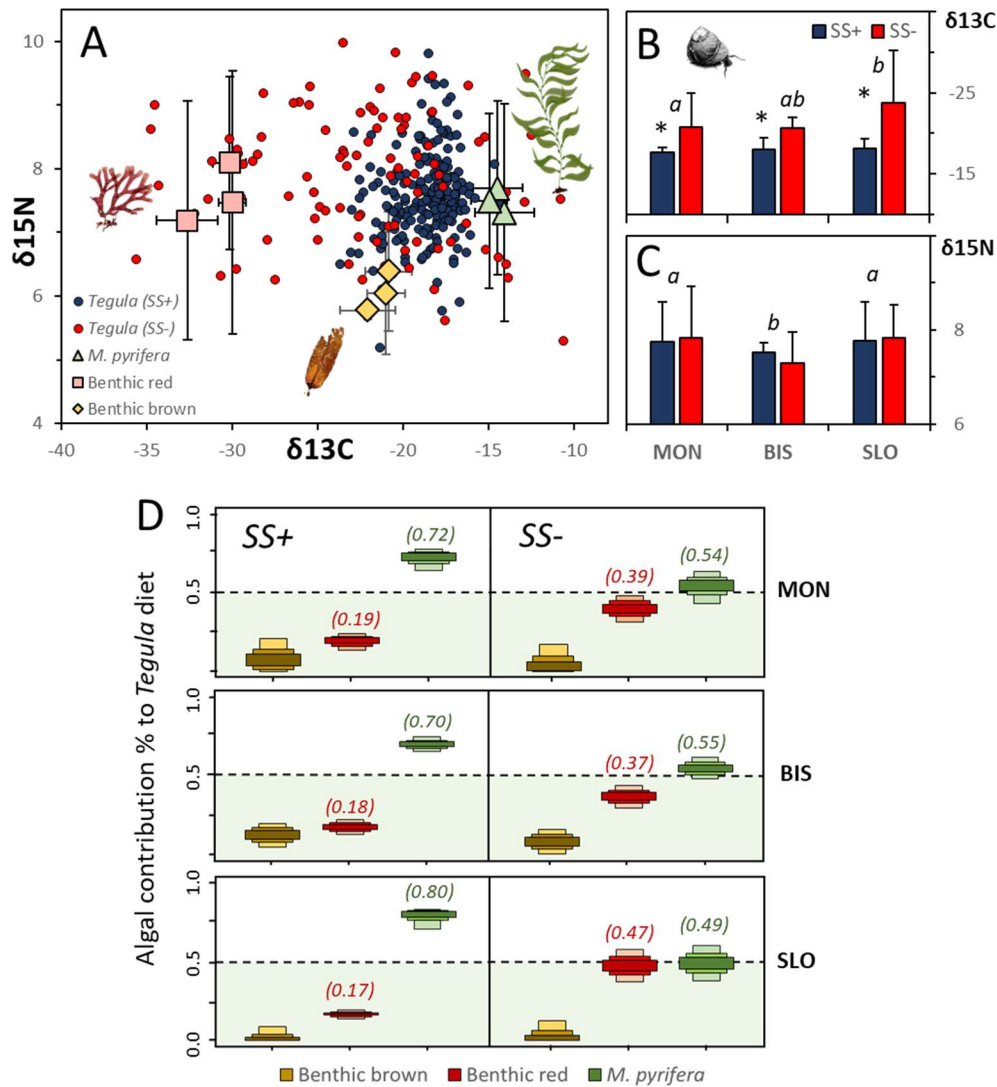 A
10
8
6
4
δ15N
Tegula (SS+)
Tegula (SS-)
M. pyrifera
Benthic red
Benthic brown
-40
-30
δ13C
-20
-15
-10
B
SS+
SS-
δ13C
-25
-15
*
a
*
ab
*
b
C
δ15N
8
6
a
b
a
MON
BIS
SLO
D
Algal contribution % to Tegula diet
SS+
SS-
1.0
0.5
(0.19)
(0.72)
(0.39)
(0.54)
MON
1.0
0.5
(0.18)
(0.70)
(0.37)
(0.55)
BIS
1.0
0.5
0.0
(0.17)
(0.80)
(0.47)
(0.49)
SLO
Benthic brown
Benthic red
M. pyrifera